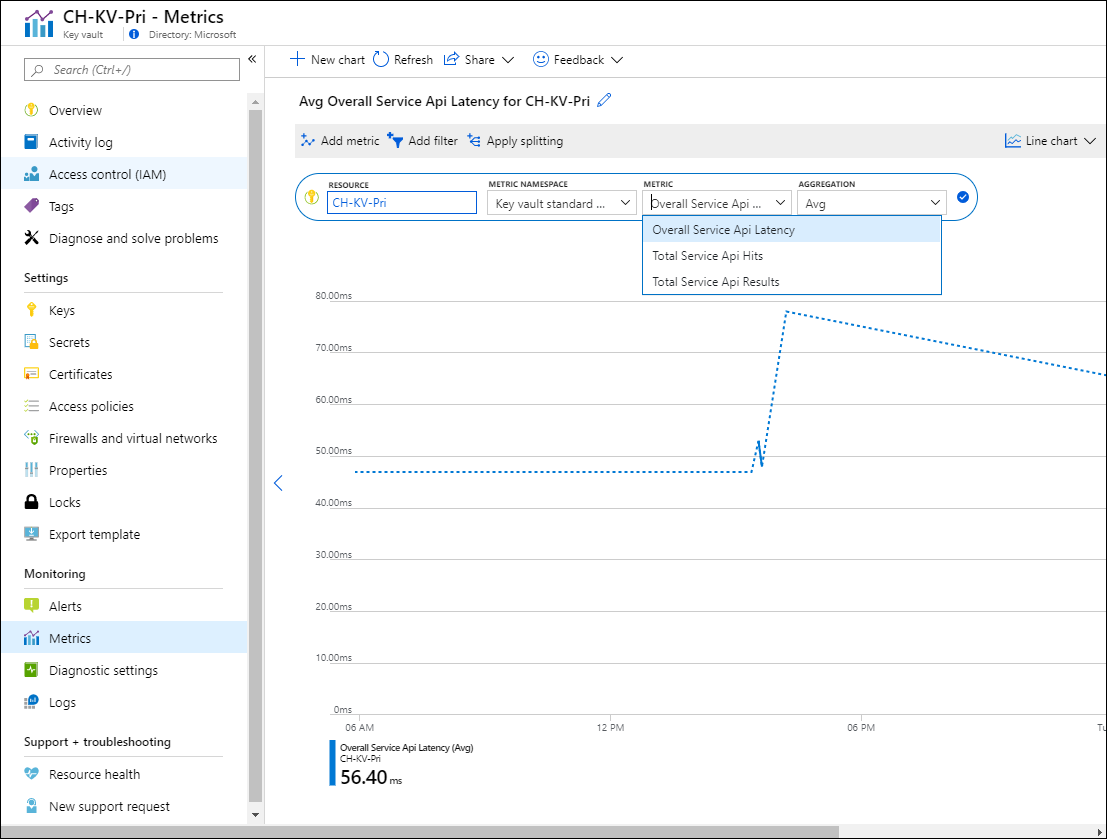 CH-KV-Pri - Metrics
Key vault
Directory: Microsoft
Search (Ctrl+/)
«
Overview
Activity log
Access control (IAM)
Tags
Diagnose and solve problems
Settings
Keys
Secrets
Certificates
Access policies
Firewalls and virtual networks
Properties
Locks
Export template
Monitoring
Alerts
Metrics
Diagnostic settings
Logs
Support + troubleshooting
Resource health
New support request
New chart Refresh Share Feedback
Avg Overall Service Api Latency for CH-KV-Pri
Add metric Add filter Apply splitting Line chart
RESOURCE METRIC NAMESPACE METRIC AGGREGATION
CH-KV-Pri Key vault standard ... Overall Service Api ... Avg
Overall Service Api Latency
Total Service Api Hits
Total Service Api Results
80.00ms
70.00ms
60.00ms
50.00ms
40.00ms
30.00ms
20.00ms
10.00ms
0ms
06 AM 12 PM 06 PM Tu
Overall Service Api Latency (Avg)
CH-KV-Pri
56.40 ms